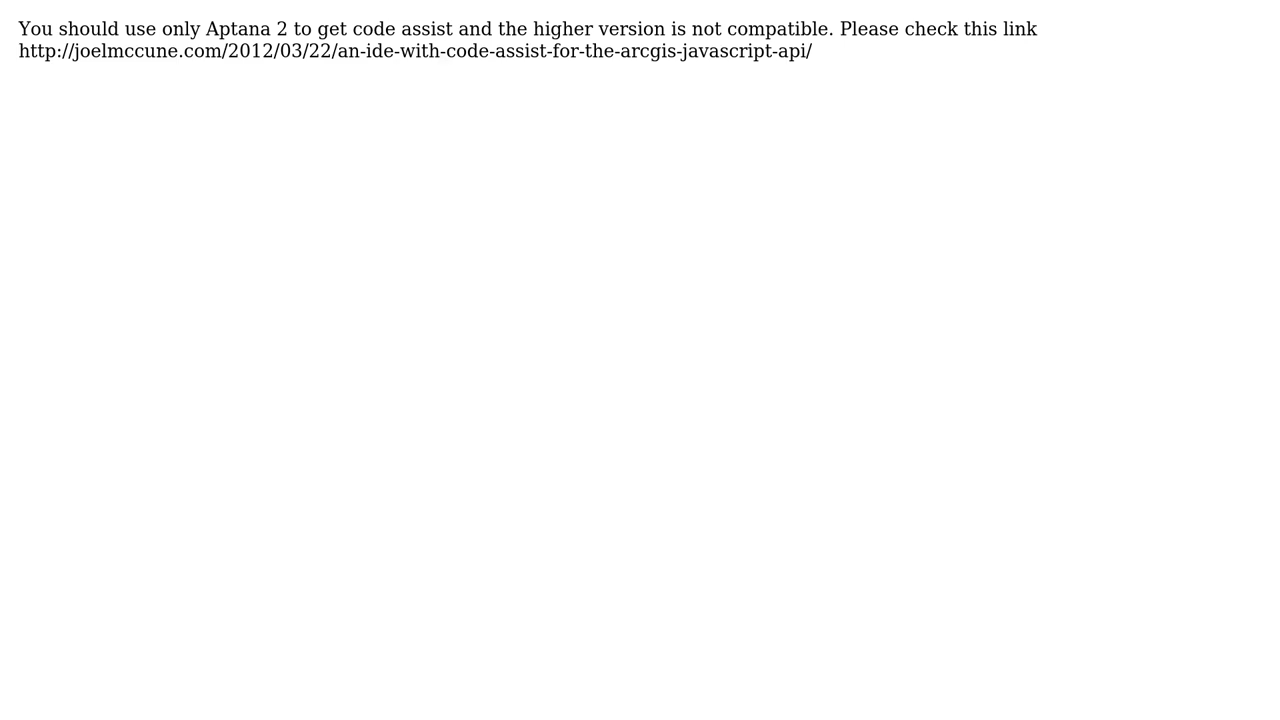 You should use only Aptana 2 to get code assist and the higher version is not compatible. Please check this link
http://joelmccune.com/2012/03/22/an-ide-with-code-assist-for-the-arcgis-javascript-api/